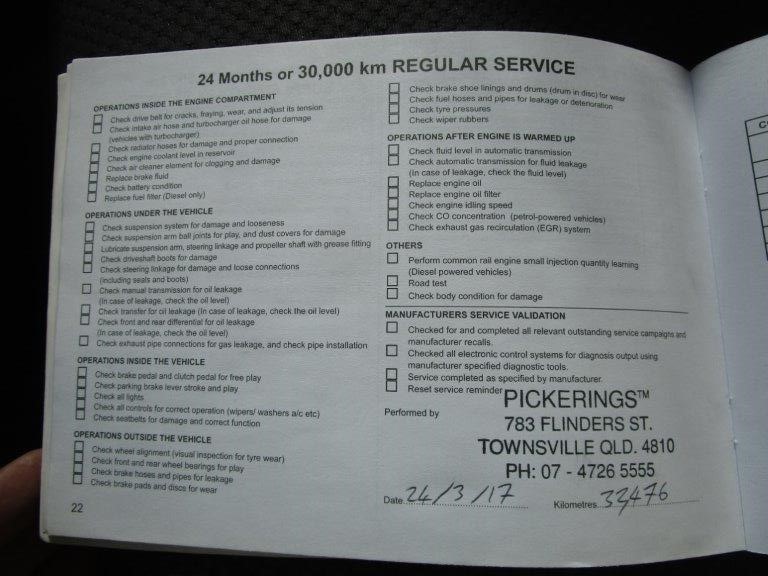 24 Months or 30,000 km REGULAR SERVICE
OPERATIONS INSIDE THE ENGINE COMPARTMENT
Check drive belt for cracks, fraying, wear, and adjust its tension
Check intake air hose and turbocharger oil hose for damage
(vehicles with turbocharger)
Check radiator hoses for damage and proper connection
Check engine coolant level in reservoir
Check air cleaner element for clogging and damage
Replace brake fluid
Check battery condition
Replace fuel filter (Diesel only)
OPERATIONS UNDER THE VEHICLE
Check suspension system for damage and looseness
Check suspension arm ball joints for play, and dust covers for damage
Lubricate suspension arm, steering linkage and propeller shaft with grease fitting
Check driveshaft boots for damage
Check steering linkage for damage and loose connections
(including seals and boots)
Check manual transmission for oil leakage
(In case of leakage, check the oil level)
Check transfer for oil leakage (In case of leakage, check the oil level)
Check front and rear differential for oil leakage
(In case of leakage, check the oil level)
Check exhaust pipe connections for gas leakage, and check pipe installation
OPERATIONS INSIDE THE VEHICLE
Check brake pedal and clutch pedal for free play
Check parking brake lever stroke and play
Check all lights
Check all controls for correct operation (wipers/ washers a/c etc)
Check seatbelts for damage and correct function
OPERATIONS OUTSIDE THE VEHICLE
Check wheel alignment (visual inspection for tyre wear)
Check front and rear wheel bearings for play
Check brake hoses and pipes for leakage
Check brake pads and discs for wear
22
Check brake shoe linings and drums (drum in disc) for wear
Check fuel hoses and pipes for leakage or deterioration
Check tyre pressures
Check wiper rubbers
OPERATIONS AFTER ENGINE IS WARMED UP
Check fluid level in automatic transmission
Check automatic transmission for fluid leakage
(In case of leakage, check the fluid level)
Replace engine oil
Replace engine oil filter
Check engine idling speed
Check CO concentration (petrol-powered vehicles)
Check exhaust gas recirculation (EGR) system
OTHERS
Perform common rail engine small injection quantity learning
(Diesel powered vehicles)
Road test
Check body condition for damage
MANUFACTURERS SERVICE VALIDATION
Checked for and completed all relevant outstanding service campaigns and
manufacturer recalls.
Checked all electronic control systems for diagnosis output using
manufacturer specified diagnostic tools.
Service completed as specified by manufacturer.
Reset service reminder
Performed by
PICKERINGS™
783 FLINDERS ST.
TOWNSVILLE QLD. 4810
PH: 07 - 4726 5555
Date 24/3/17 Kilometres 32,476